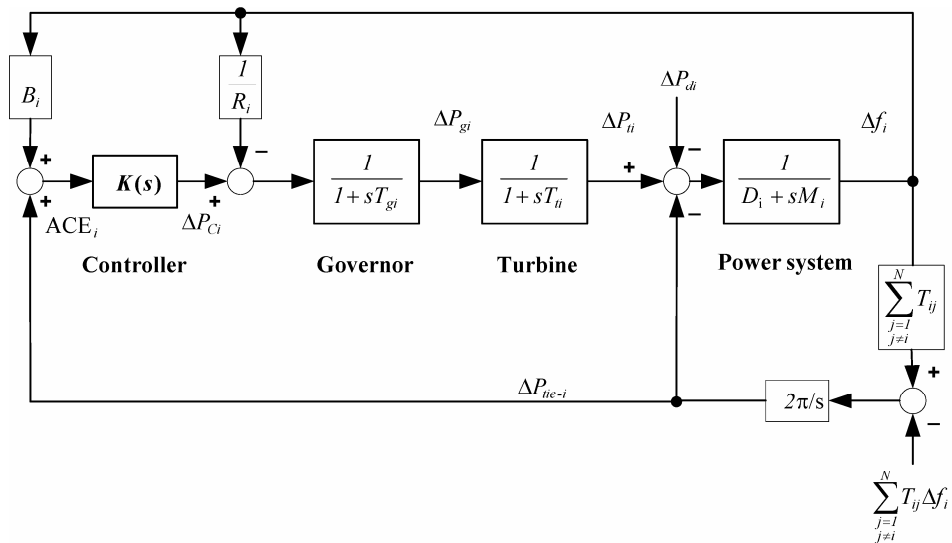 B_i
1
R_i
ΔP_di
ΔP_gi
ΔP_ti
Δf_i
+
−
−
+
K(s)
+
1
1 + sT_gi
1
1 + sT_ti
+
−
1
D_i + sM_i
ACE_i
ΔP_Ci
Controller
Governor
Turbine
Power system
N
∑ T_ij
j=1
j≠i
+
ΔP_tie-i
2π/s
−
N
∑ T_ij Δf_i
j=1
j≠i